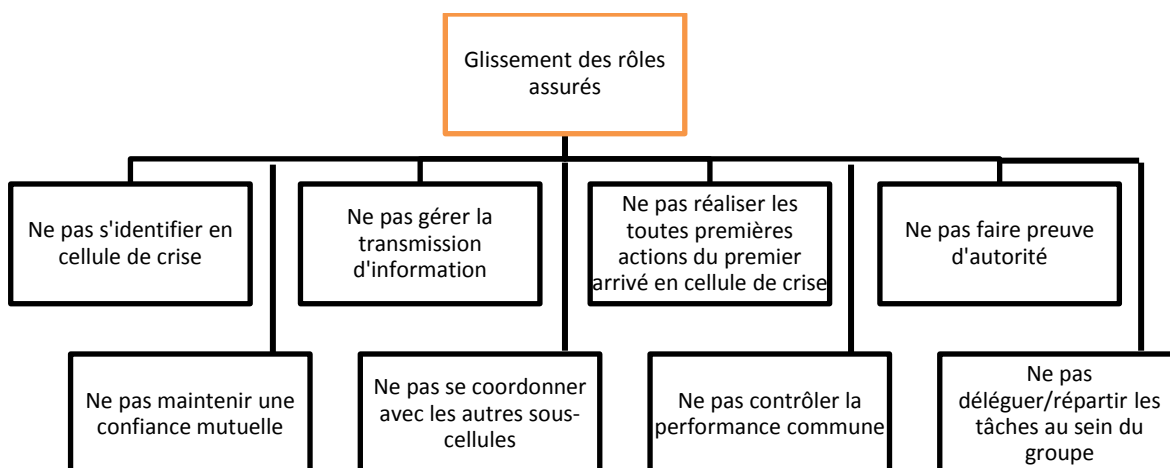 Glissement des rôles
assurés
Ne pas s'identifier en
cellule de crise
Ne pas gérer la
transmission
d'information
Ne pas réaliser les
toutes premières
actions du premier
arrivé en cellule de crise
Ne pas faire preuve
d'autorité
Ne pas maintenir une
confiance mutuelle
Ne pas se coordonner
avec les autres sous-
cellules
Ne pas contrôler la
performance commune
Ne pas
déléguer/répartir les
tâches au sein du
groupe